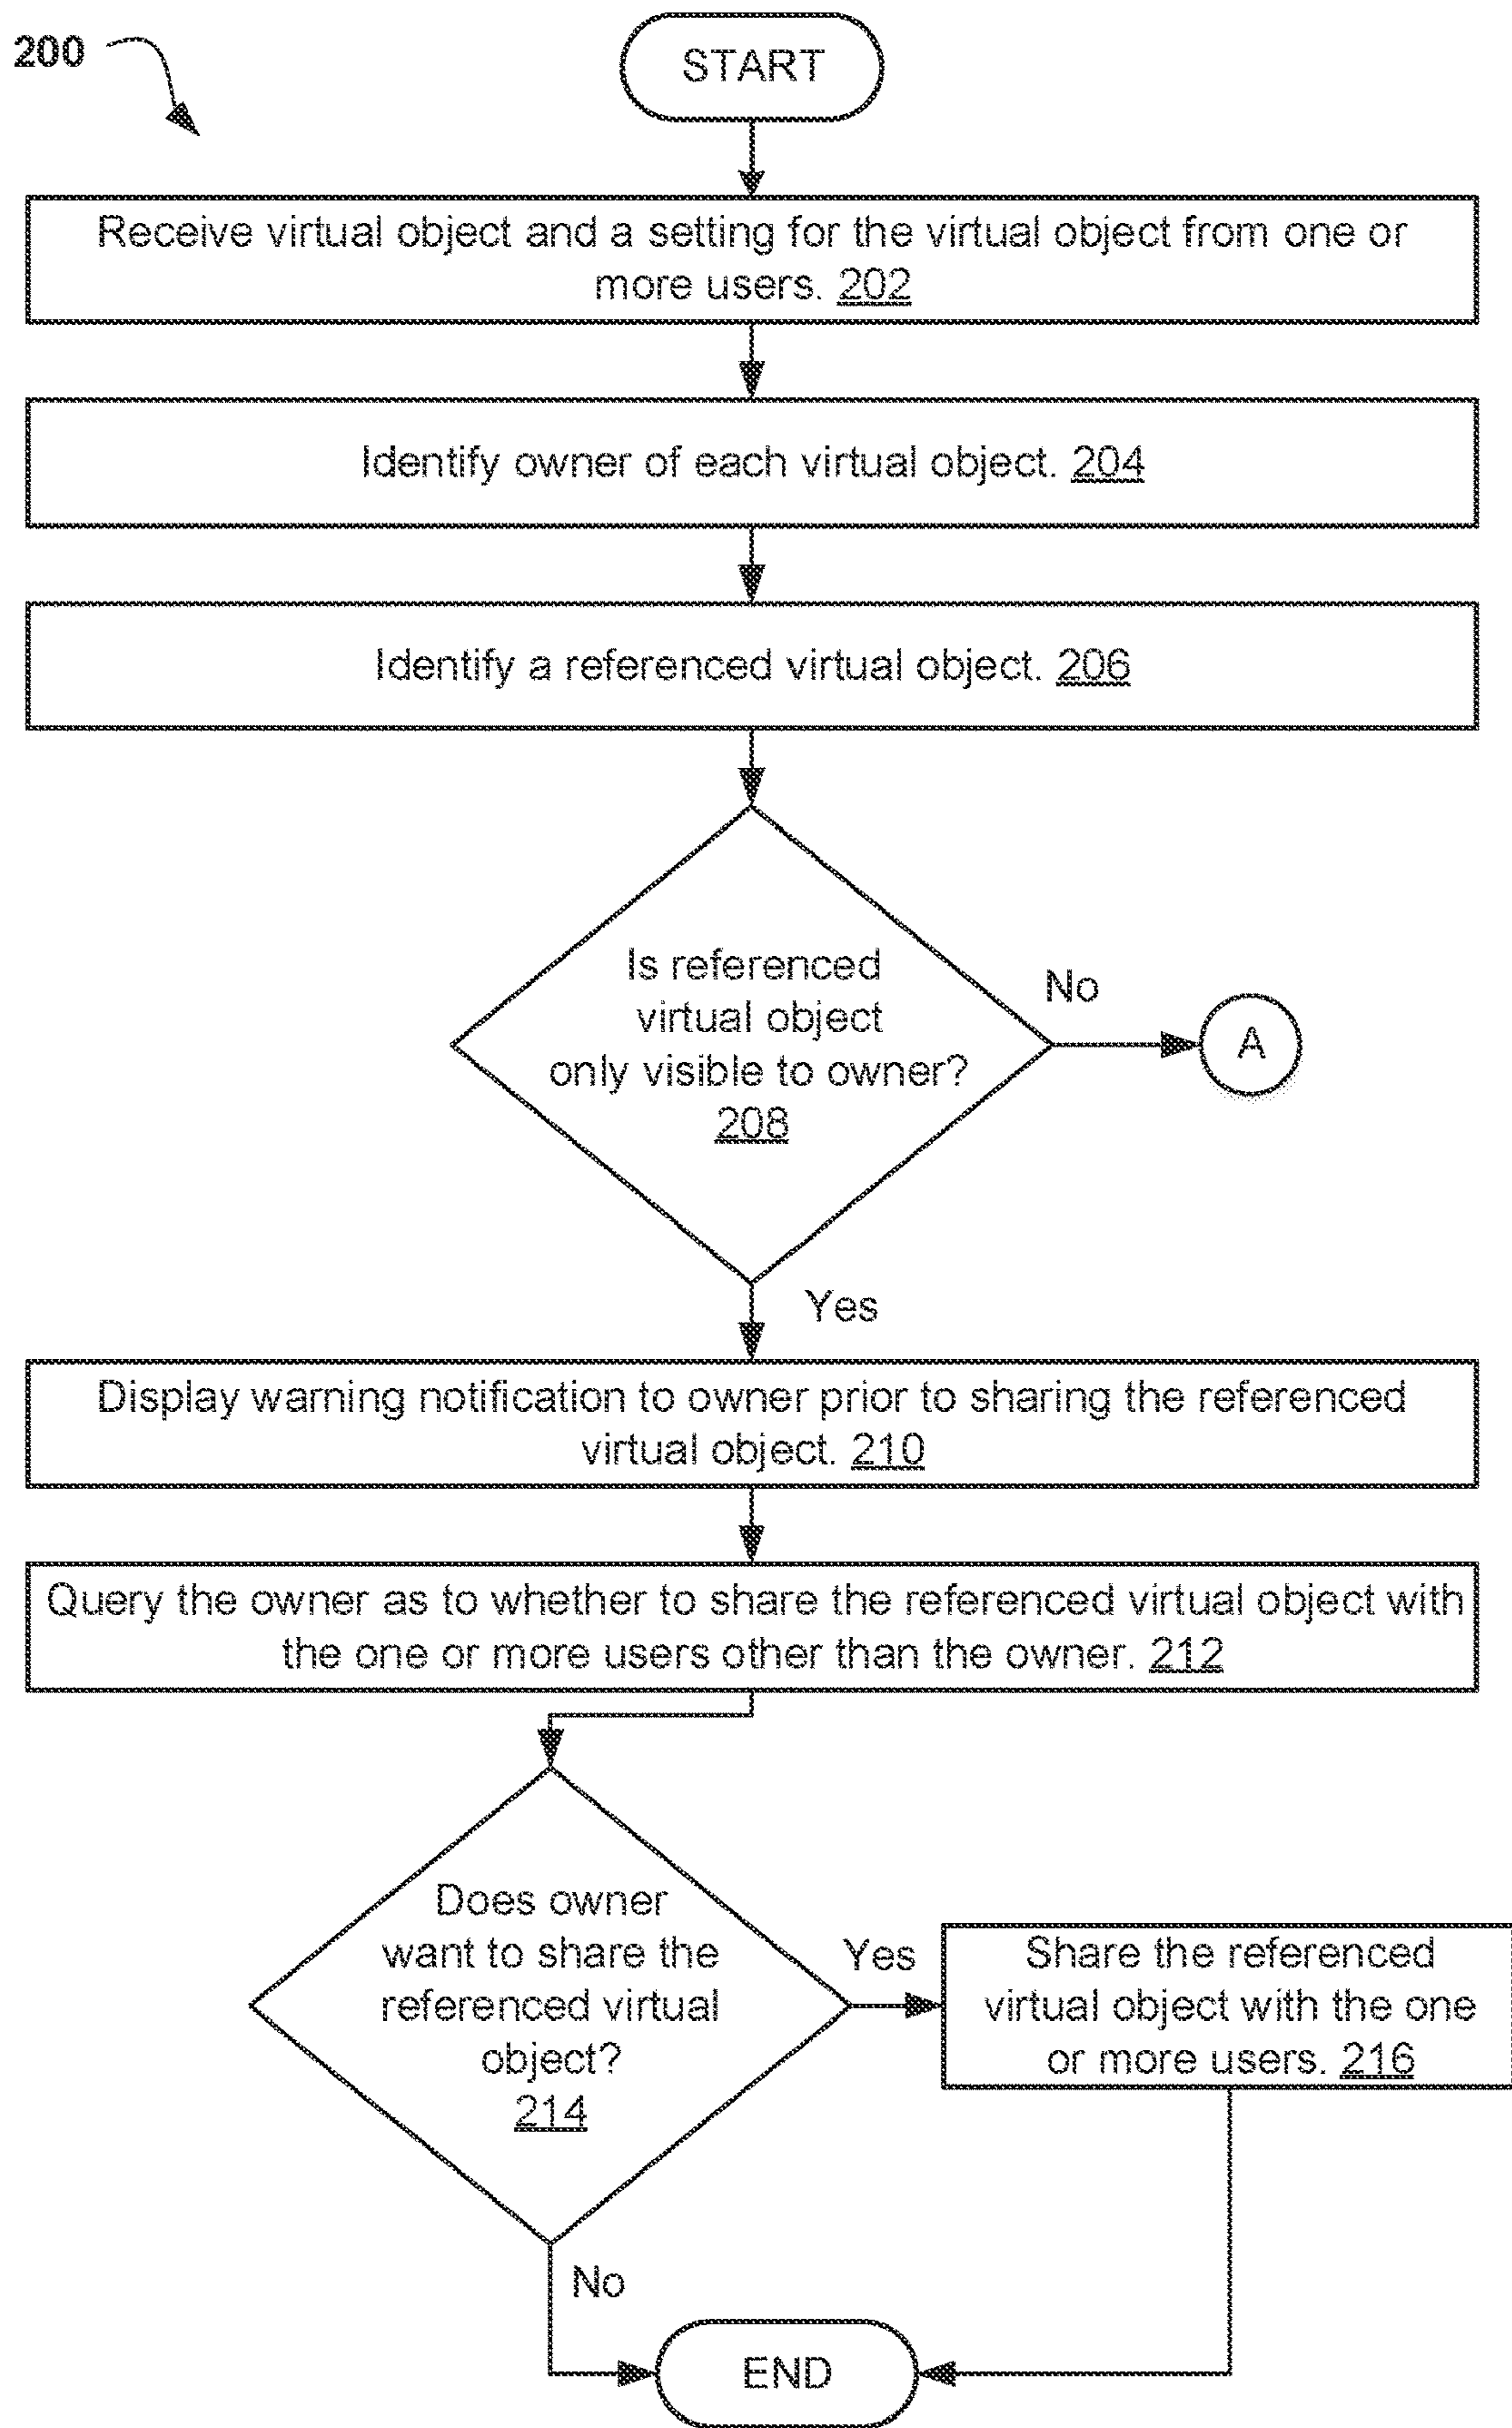 200
START
Receive virtual object and a setting for the virtual object from one or
more users. 202
Identify owner of each virtual object. 204
Identify a referenced virtual object. 206
Is referenced
virtual object
only visible to owner?
208
No
A
Yes
Display warning notification to owner prior to sharing the referenced
virtual object. 210
Query the owner as to whether to share the referenced virtual object with
the one or more users other than the owner. 212
Does owner
want to share the
referenced virtual
object?
214
Yes
Share the referenced
virtual object with the one
or more users. 216
No
END